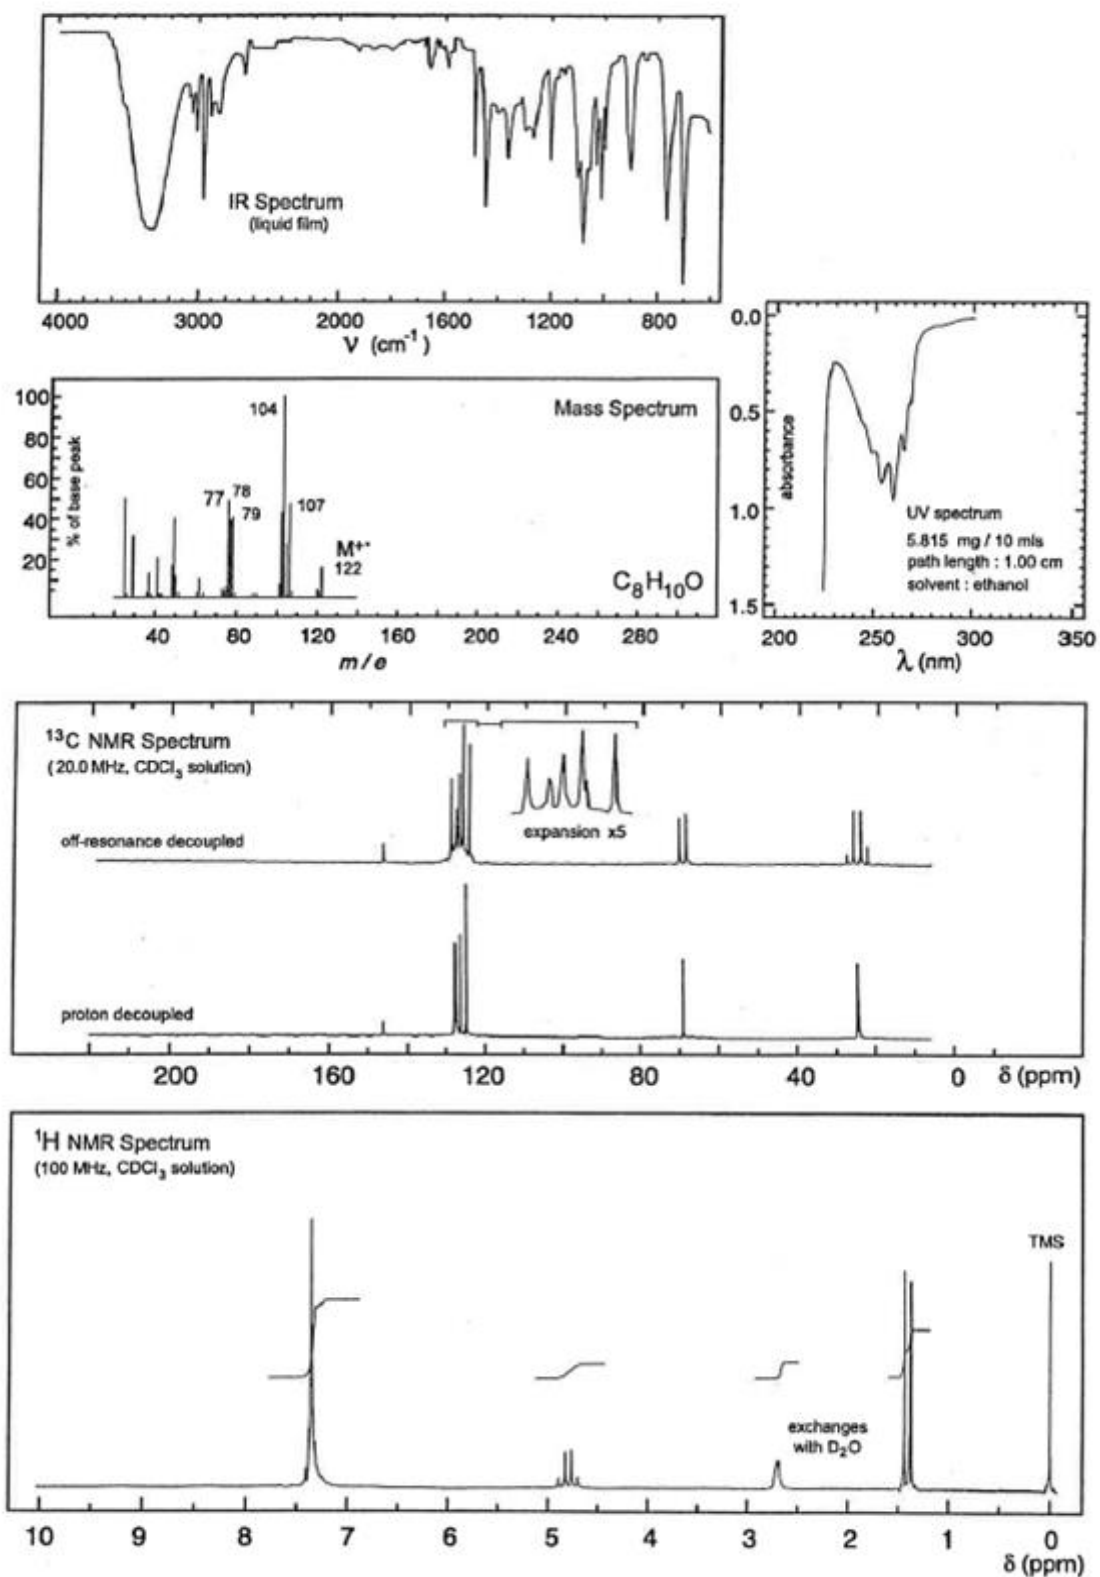 IR Spectrum
(liquid film)
4000 3000 2000 1600 1200 800
ν (cm⁻¹)
100
80
60
40
20
% of base peak
Mass Spectrum
104
77
78
79
107
M⁺•
122
C₈H₁₀O
40 80 120 160 200 240 280
m / e
0.0
0.5
1.0
1.5
absorbance
UV spectrum
5.815 mg / 10 mls
path length : 1.00 cm
solvent : ethanol
200 250 300 350
λ (nm)
¹³C NMR Spectrum
(20.0 MHz, CDCl₃ solution)
off-resonance decoupled
expansion x5
proton decoupled
200 160 120 80 40 0 δ (ppm)
¹H NMR Spectrum
(100 MHz, CDCl₃ solution)
TMS
exchanges
with D₂O
10 9 8 7 6 5 4 3 2 1 0
δ (ppm)